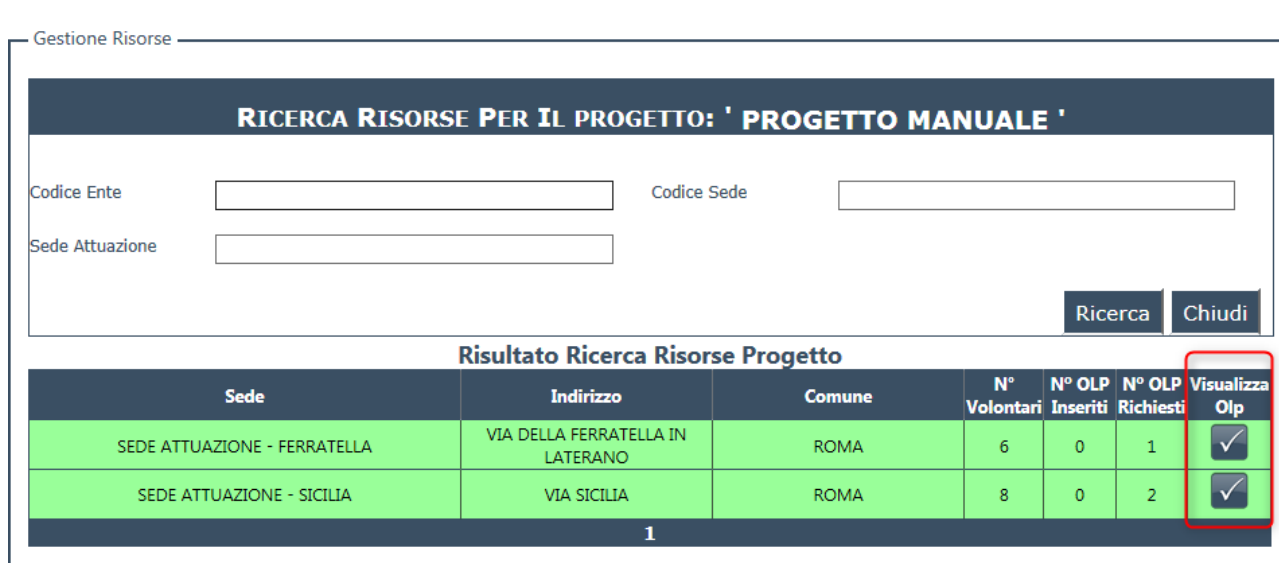 Gestione Risorse
RICERCA RISORSE PER IL PROGETTO: ' PROGETTO MANUALE '
Codice Ente Codice Sede
Sede Attuazione
Ricerca Chiudi
Risultato Ricerca Risorse Progetto
Sede Indirizzo Comune N° Volontari N° OLP Inseriti N° OLP Richiesti Visualizza Olp
SEDE ATTUAZIONE - FERRATELLA VIA DELLA FERRATELLA IN LATERANO ROMA 6 0 1
SEDE ATTUAZIONE - SICILIA VIA SICILIA ROMA 8 0 2
1